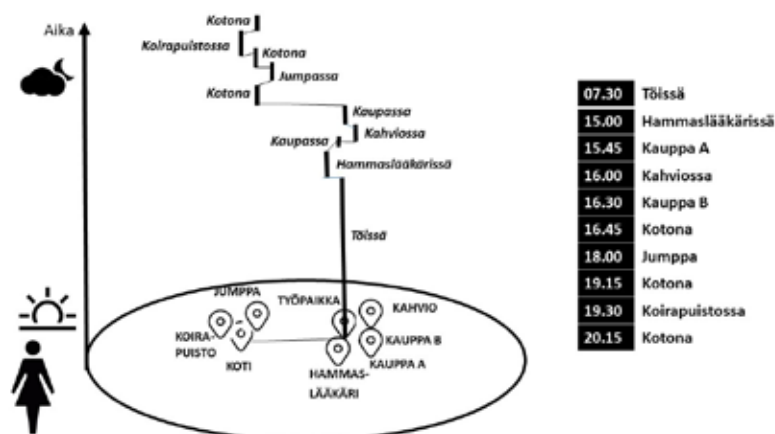 Aika
Kotona
Koirapuistossa
Kotona
Jumpassa
Kotona
Kaupassa
Kaupassa
Kahviossa
Hammaslääkärissä
Töissä
JUMPPA
TYÖPAIKKA
KAHVIO
KOIRA-
PUISTO
KOTI
KAUPPA B
KAUPPA A
HAMMAS-
LÄÄKÄRI
07.30 Töissä
15.00 Hammaslääkärissä
15.45 Kauppa A
16.00 Kahviossa
16.30 Kauppa B
16.45 Kotona
18.00 Jumppa
19.15 Kotona
19.30 Koirapuistossa
20.15 Kotona